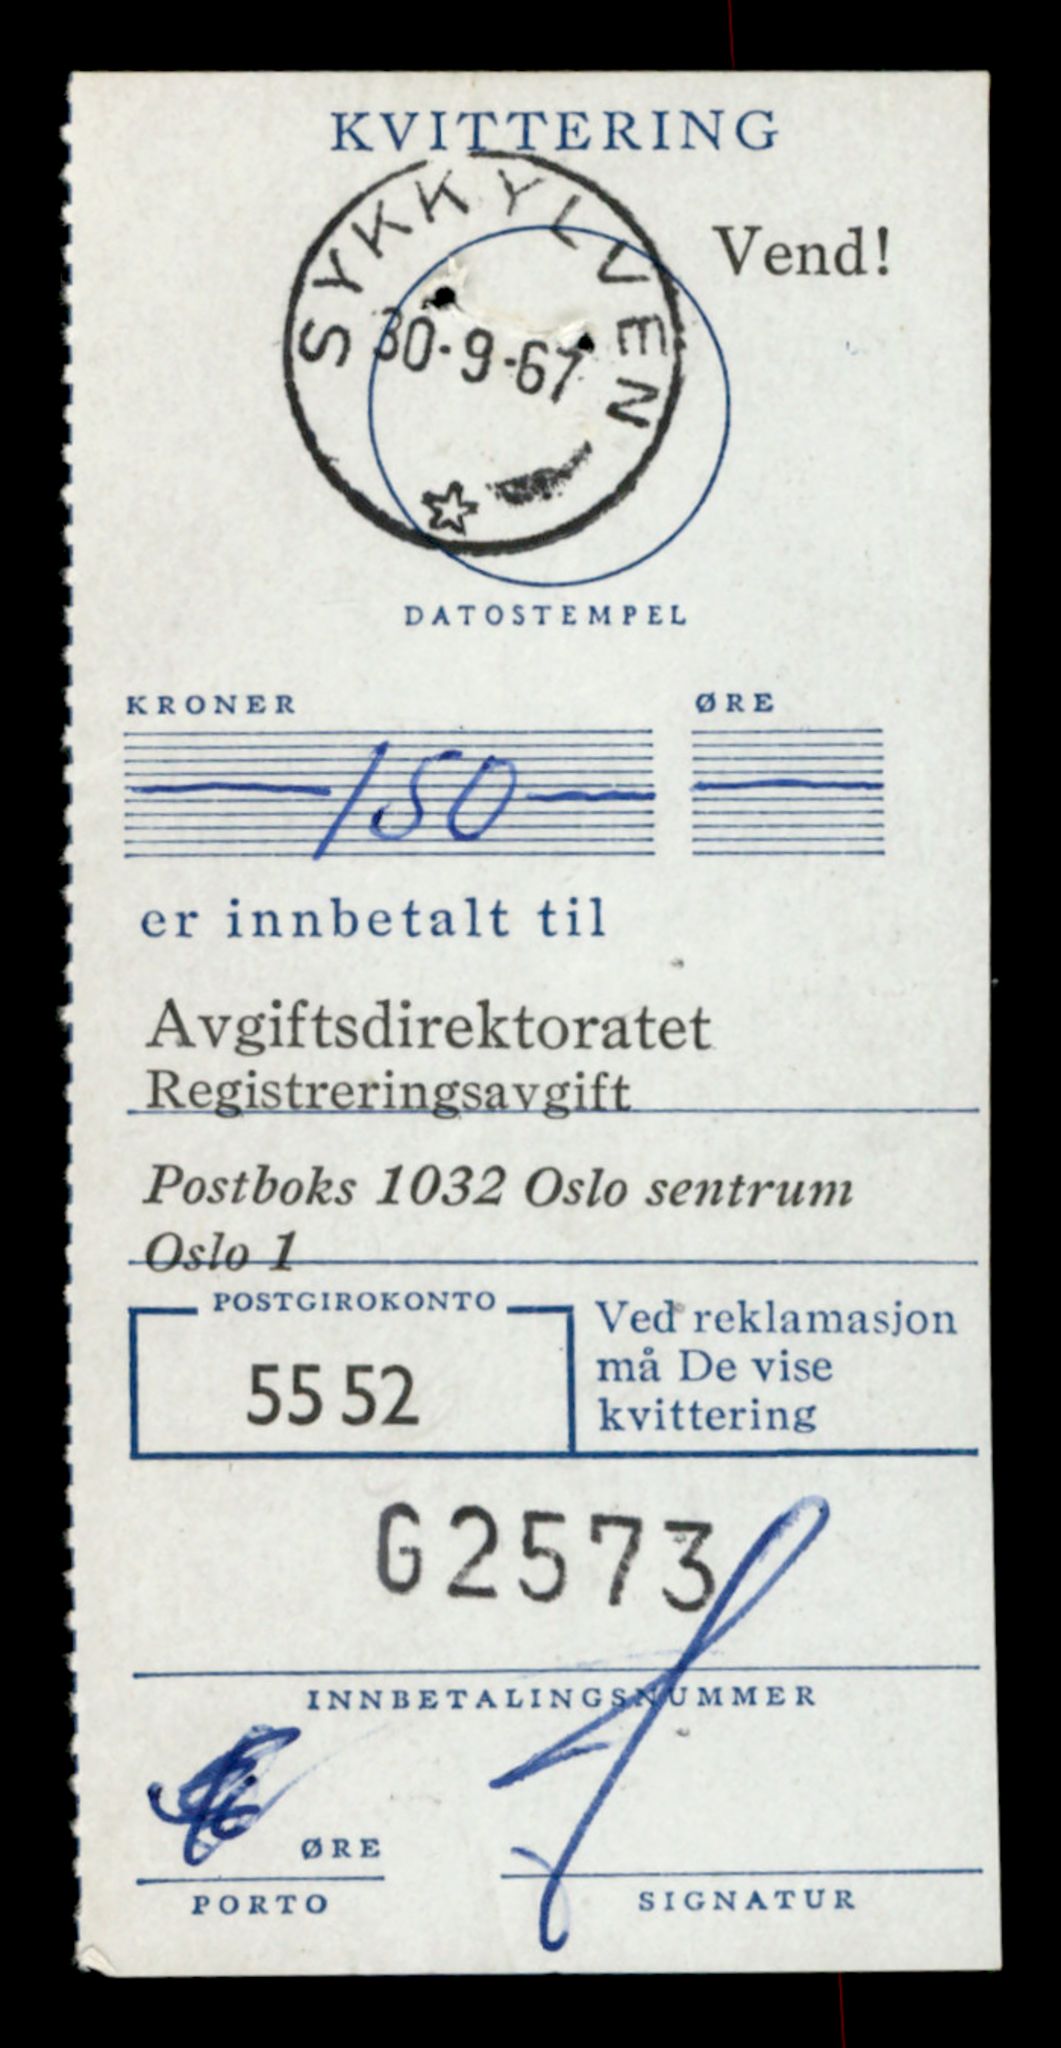 KVITTERING
Vend!
SYKKYLVEN
30-9-67
DATOSTEMPEL
KRONER
ØRE
150
er innbetalt til
Avgiftsdirektoratet
Registreringsavgift
Postboks 1032 Oslo sentrum
Oslo 1
POSTGIROKONTO
55 52
Ved reklamasjon
må De vise
kvittering
G2573
INNBETALINGSNUMMER
ØRE
PORTO
SIGNATUR